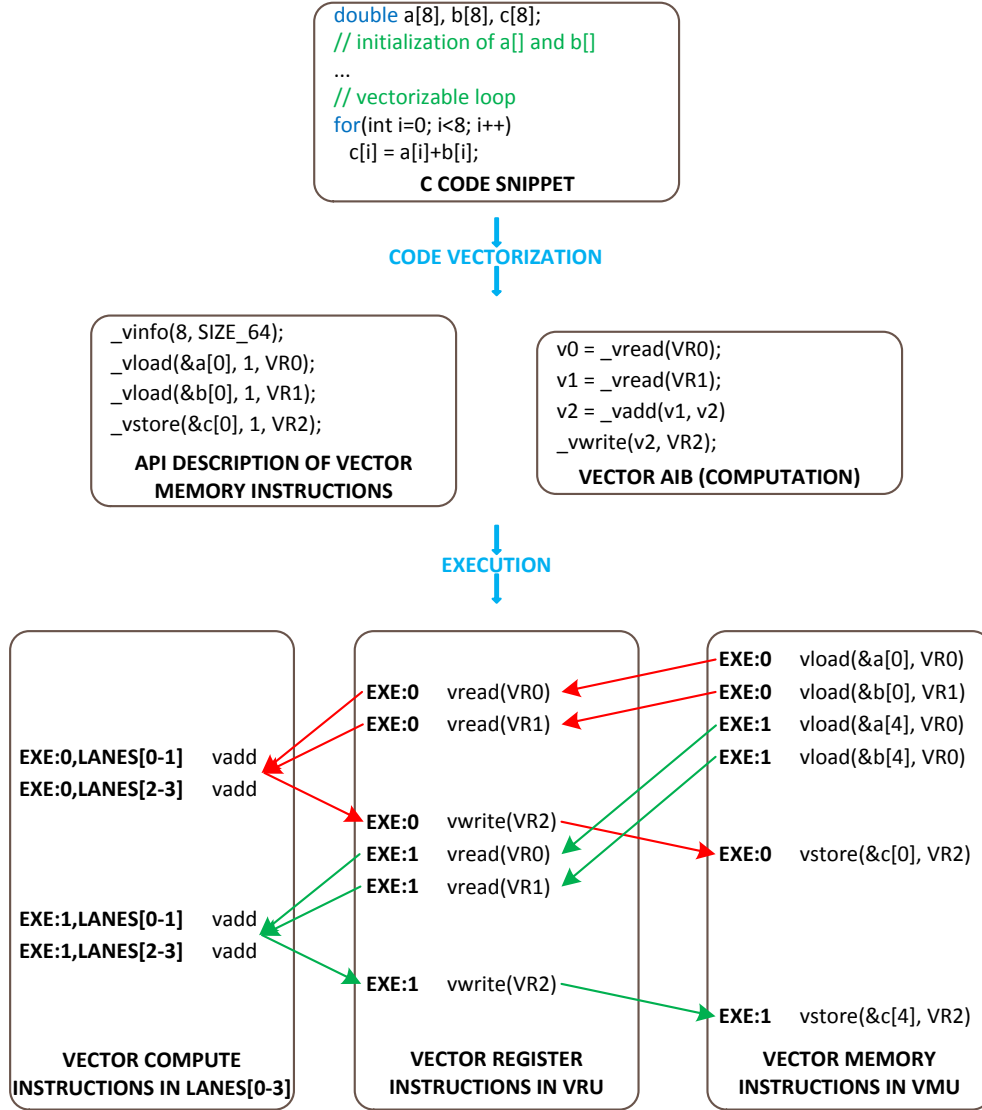 double a[8], b[8], c[8];
// initialization of a[] and b[]
...
// vectorizable loop
for(int i=0; i<8; i++)
c[i] = a[i]+b[i];
C CODE SNIPPET
CODE VECTORIZATION
_vinfo(8, SIZE_64);
_vload(&a[0], 1, VR0);
_vload(&b[0], 1, VR1);
_vstore(&c[0], 1, VR2);
API DESCRIPTION OF VECTOR
MEMORY INSTRUCTIONS
v0 = _vread(VR0);
v1 = _vread(VR1);
v2 = _vadd(v1, v2)
_vwrite(v2, VR2);
VECTOR AIB (COMPUTATION)
EXECUTION
EXE:0,LANES[0-1] vadd
EXE:0,LANES[2-3] vadd
EXE:1,LANES[0-1] vadd
EXE:1,LANES[2-3] vadd
VECTOR COMPUTE
INSTRUCTIONS IN LANES[0-3]
EXE:0 vread(VR0)
EXE:0 vread(VR1)
EXE:0 vwrite(VR2)
EXE:1 vread(VR0)
EXE:1 vread(VR1)
EXE:1 vwrite(VR2)
VECTOR REGISTER
INSTRUCTIONS IN VRU
EXE:0 vload(&a[0], VR0)
EXE:0 vload(&b[0], VR1)
EXE:1 vload(&a[4], VR0)
EXE:1 vload(&b[4], VR0)
EXE:0 vstore(&c[0], VR2)
EXE:1 vstore(&c[4], VR2)
VECTOR MEMORY
INSTRUCTIONS IN VMU